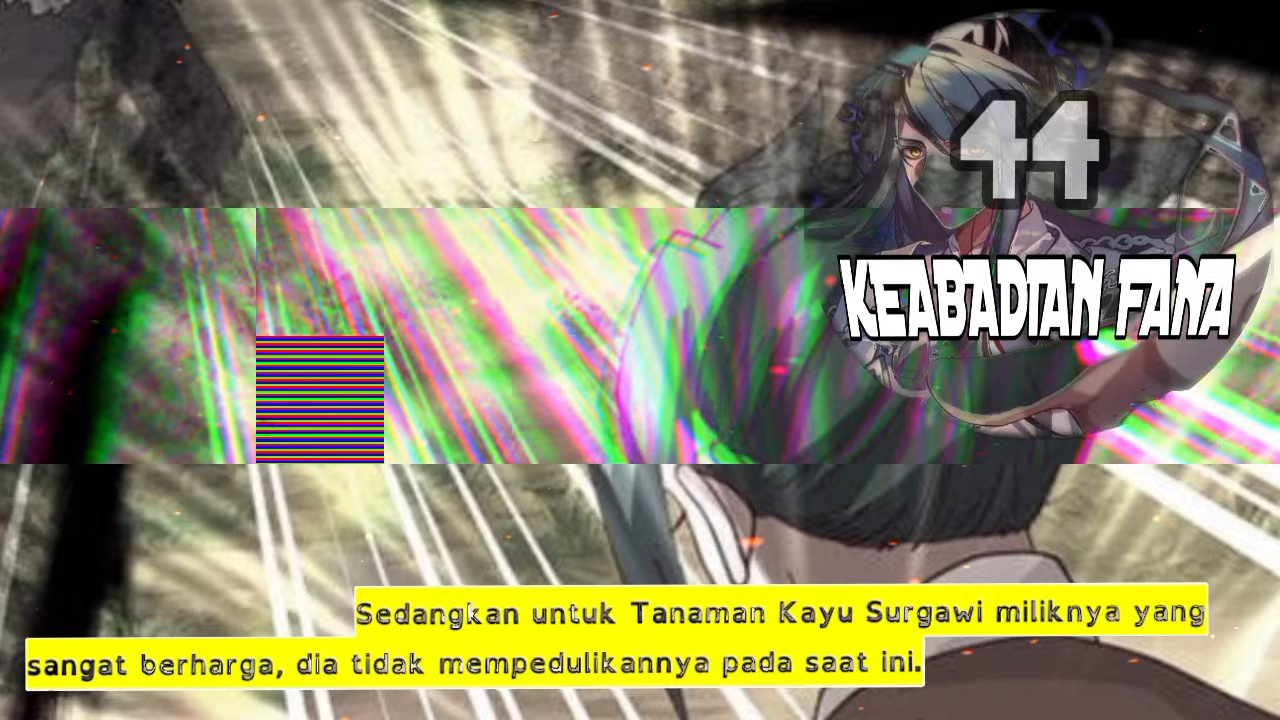 44
KEABADIAN FANA
Sedangkan untuk Tanaman Kayu Surgawi miliknya yang
sangat berharga, dia tidak mempedulikannya pada saat ini.